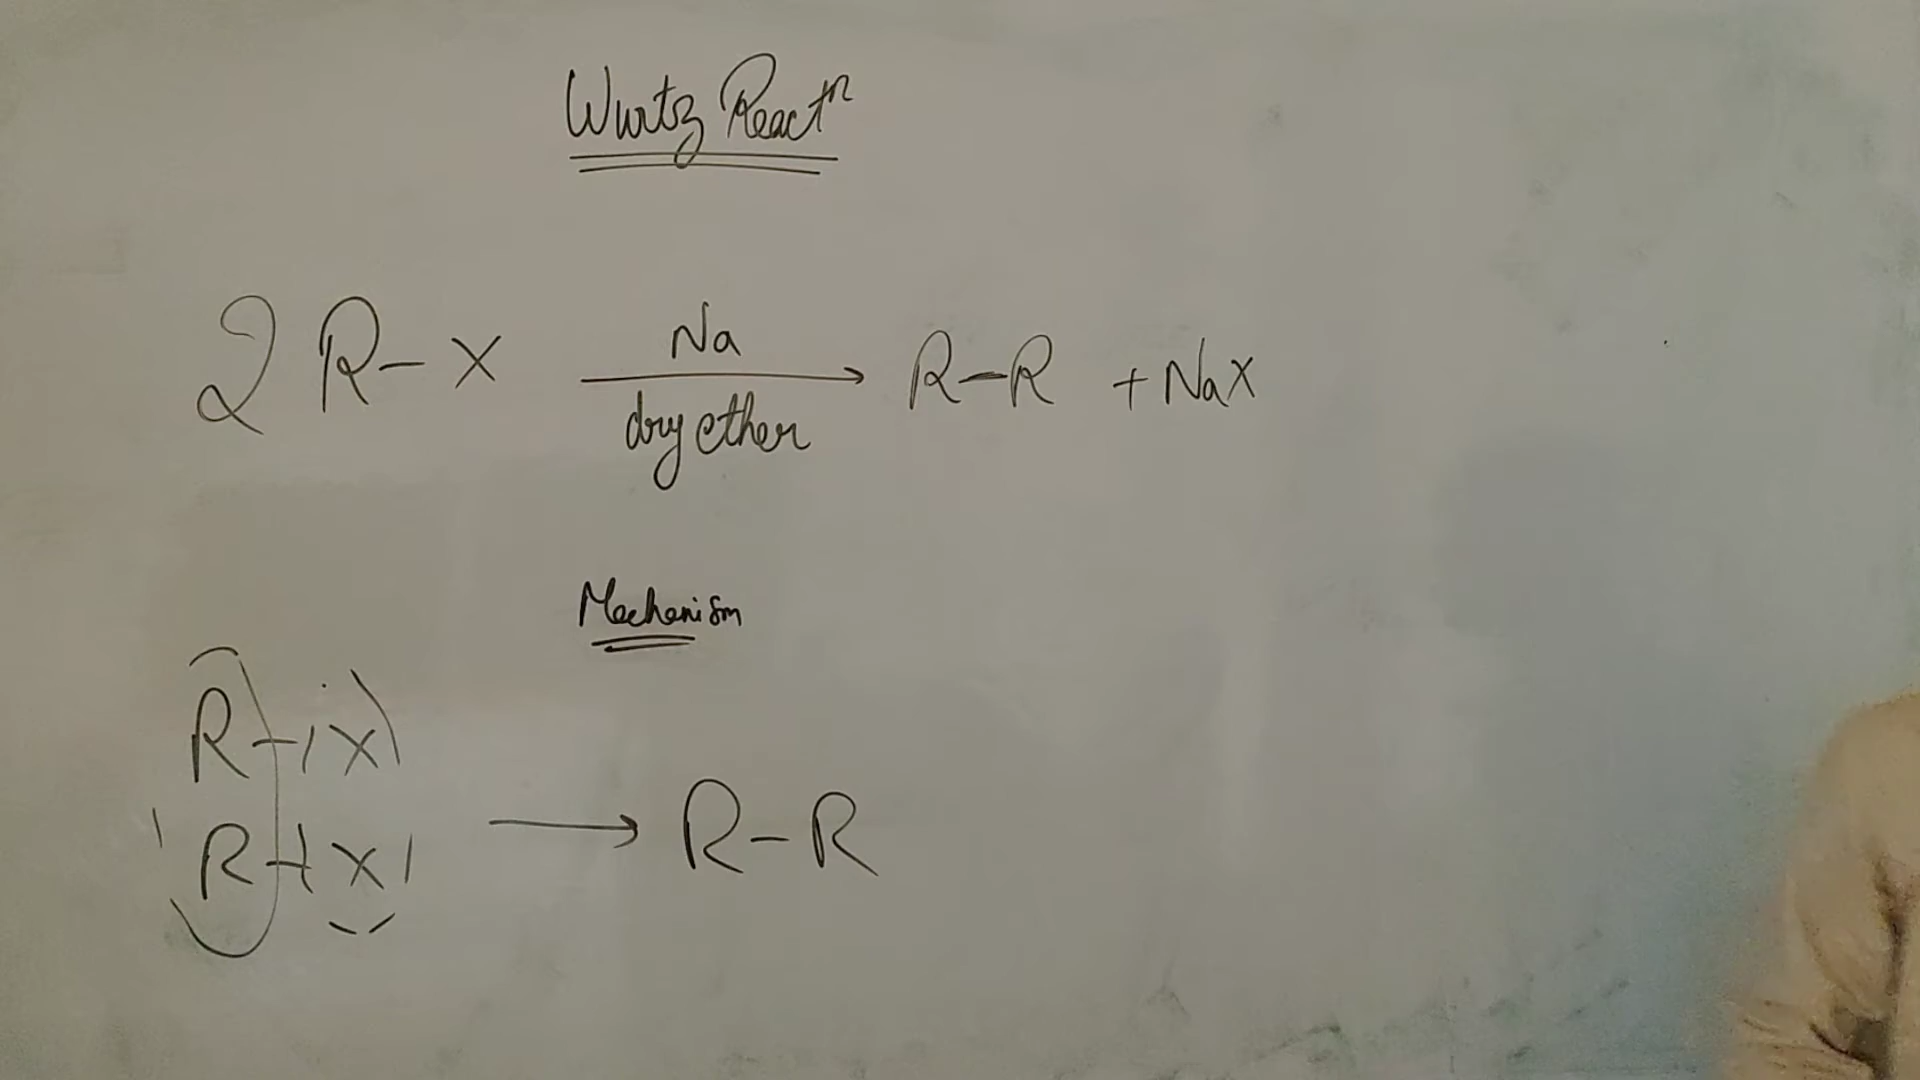 Wurtz Reactⁿ
2 R-X Na dry ether → R-R + NaX
Mechanism
R-X
R-X → R-R